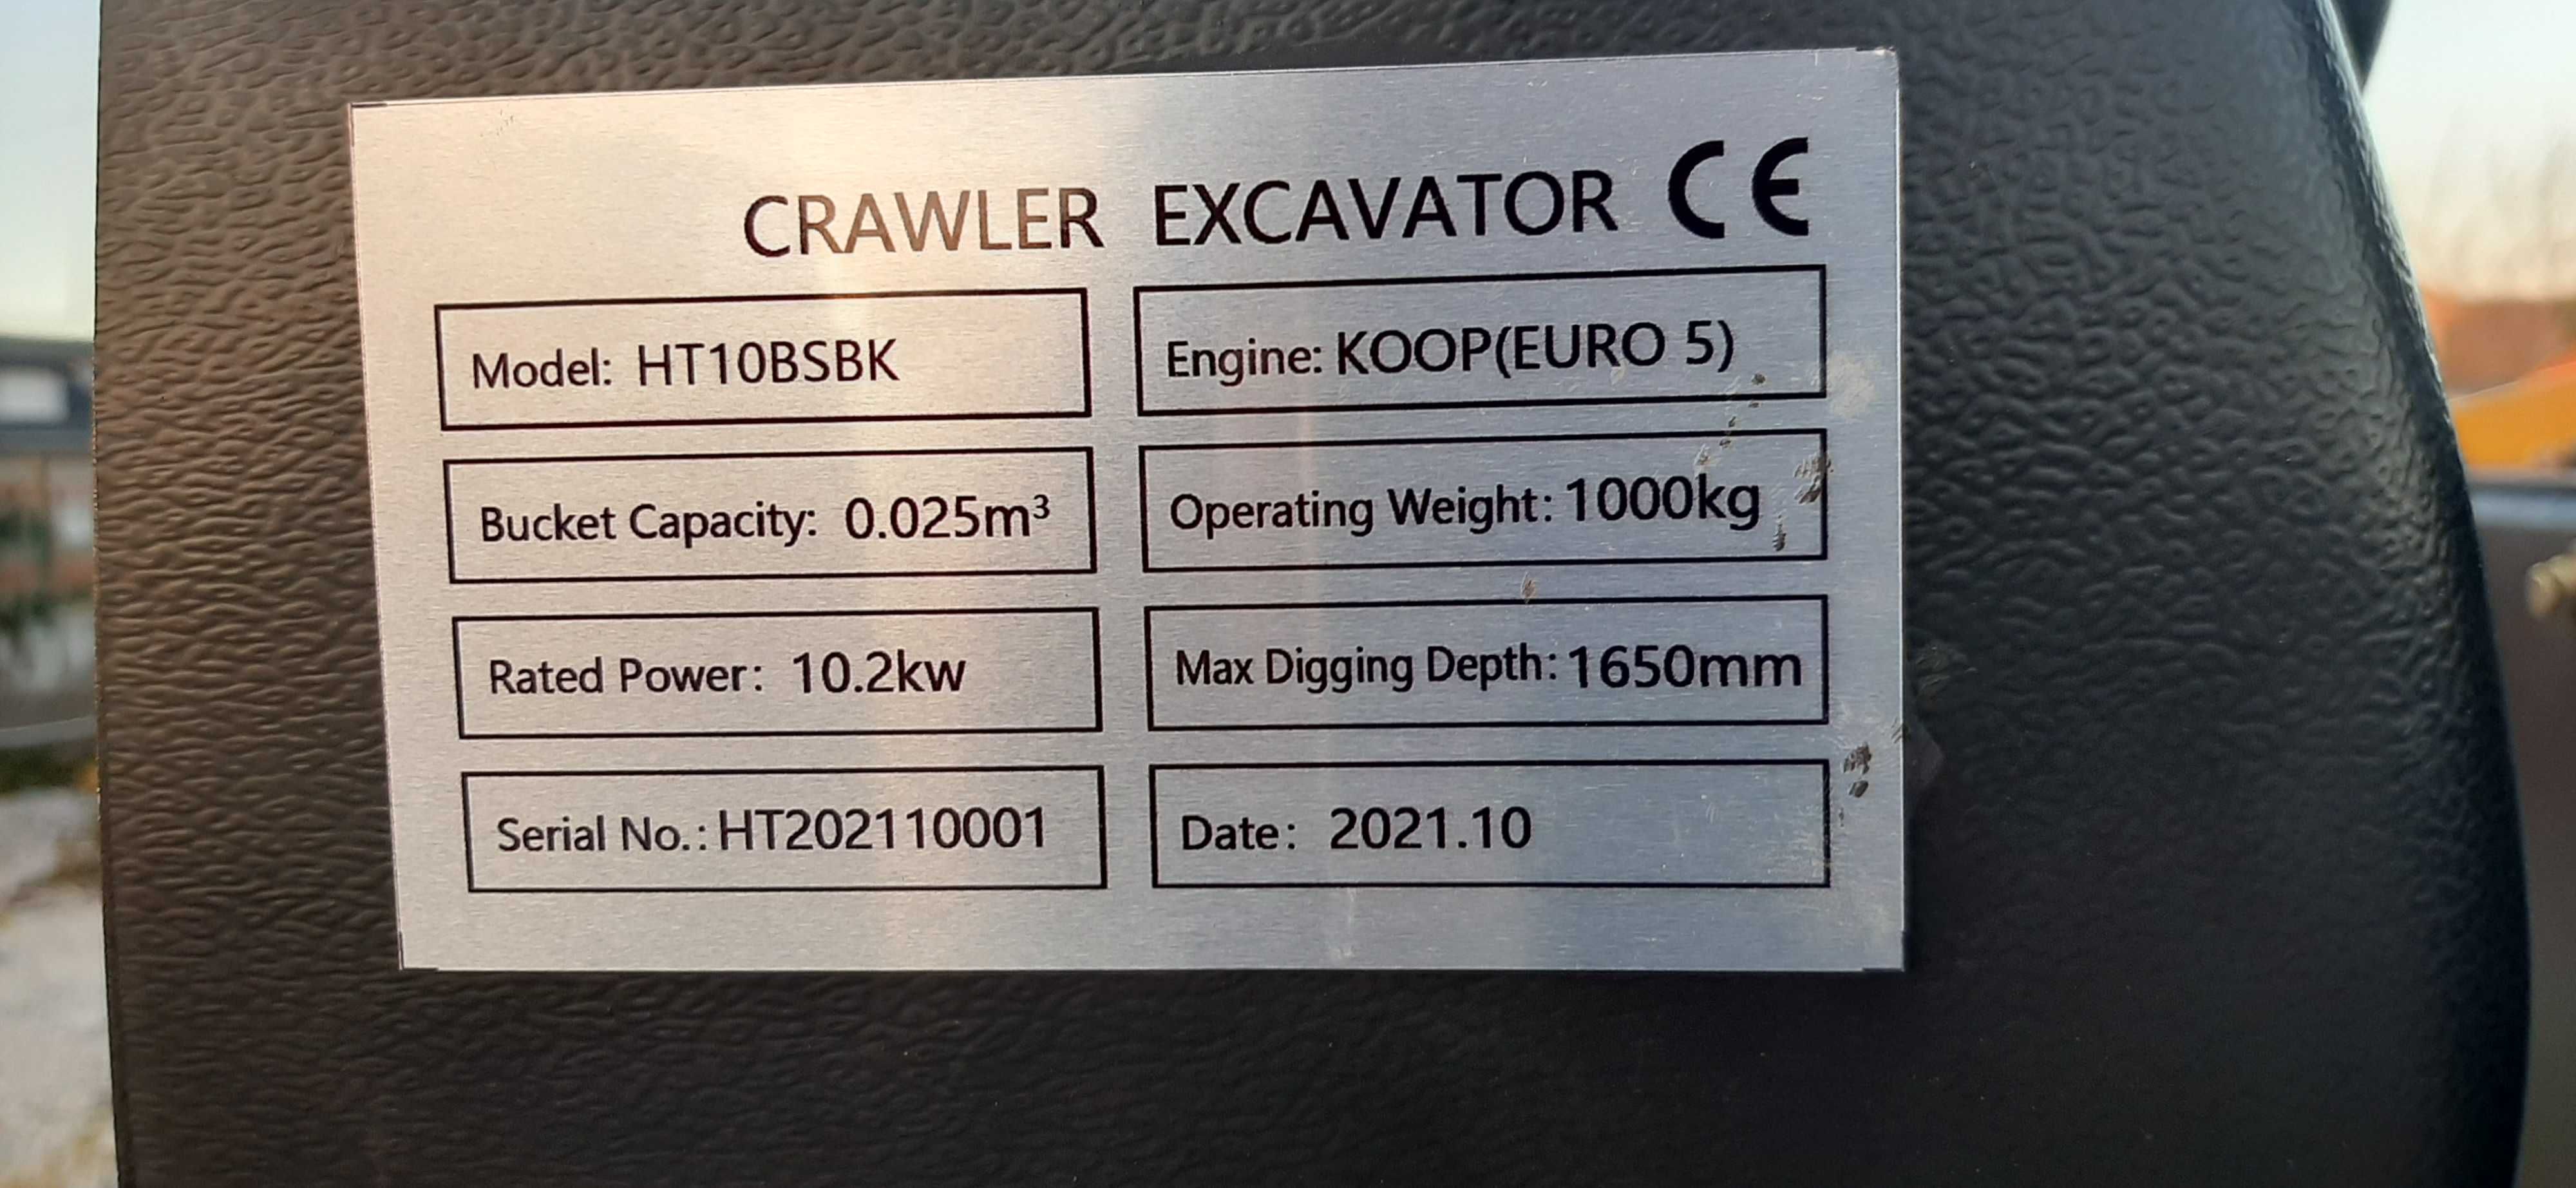 CRAWLER EXCAVATOR CE
Model: HT10BSBK
Engine: KOOP(EURO 5)
Bucket Capacity: 0.025m³
Operating Weight: 1000kg
Rated Power: 10.2kw
Max Digging Depth: 1650mm
Serial No.: HT202110001
Date: 2021.10